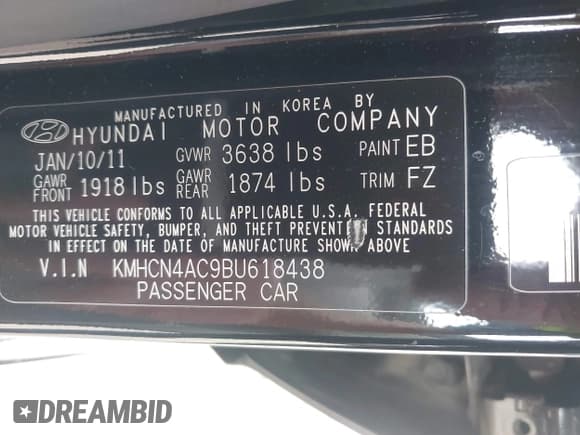 MANUFACTURED IN KOREA BY
HYUNDAI MOTOR COMPANY
JAN/10/11 GVWR 3638 lbs PAINT EB
GAWR FRONT 1918 lbs GAWR REAR 1874 lbs TRIM FZ
THIS VEHICLE CONFORMS TO ALL APPLICABLE U.S.A. FEDERAL
MOTOR VEHICLE SAFETY, BUMPER, AND THEFT PREVENTION STANDARDS
IN EFFECT ON THE DATE OF MANUFACTURE SHOWN ABOVE
V.I.N KMHCN4AC9BU618438
PASSENGER CAR
DREAMBID